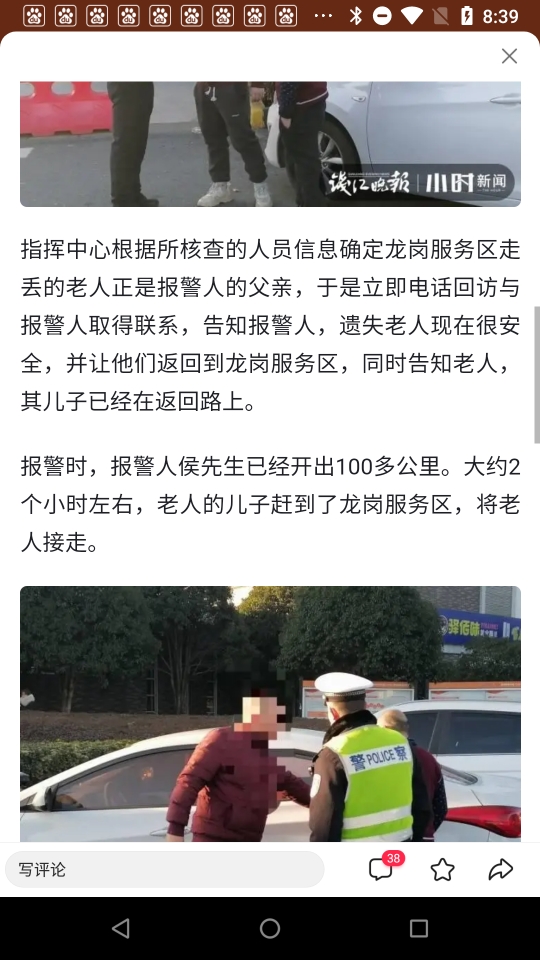 8:39
钱江晚报 | 小时新闻
指挥中心根据所核查的人员信息确定龙岗服务区走
丢的老人正是报警人的父亲，于是立即电话回访与
报警人取得联系，告知报警人，遗失老人现在很安
全，并让他们返回到龙岗服务区，同时告知老人，
其儿子已经在返回路上。
报警时，报警人侯先生已经开出100多公里。大约2
个小时左右，老人的儿子赶到了龙岗服务区，将老
人接走。
驿佰味
警 POLICE 察
写评论
38